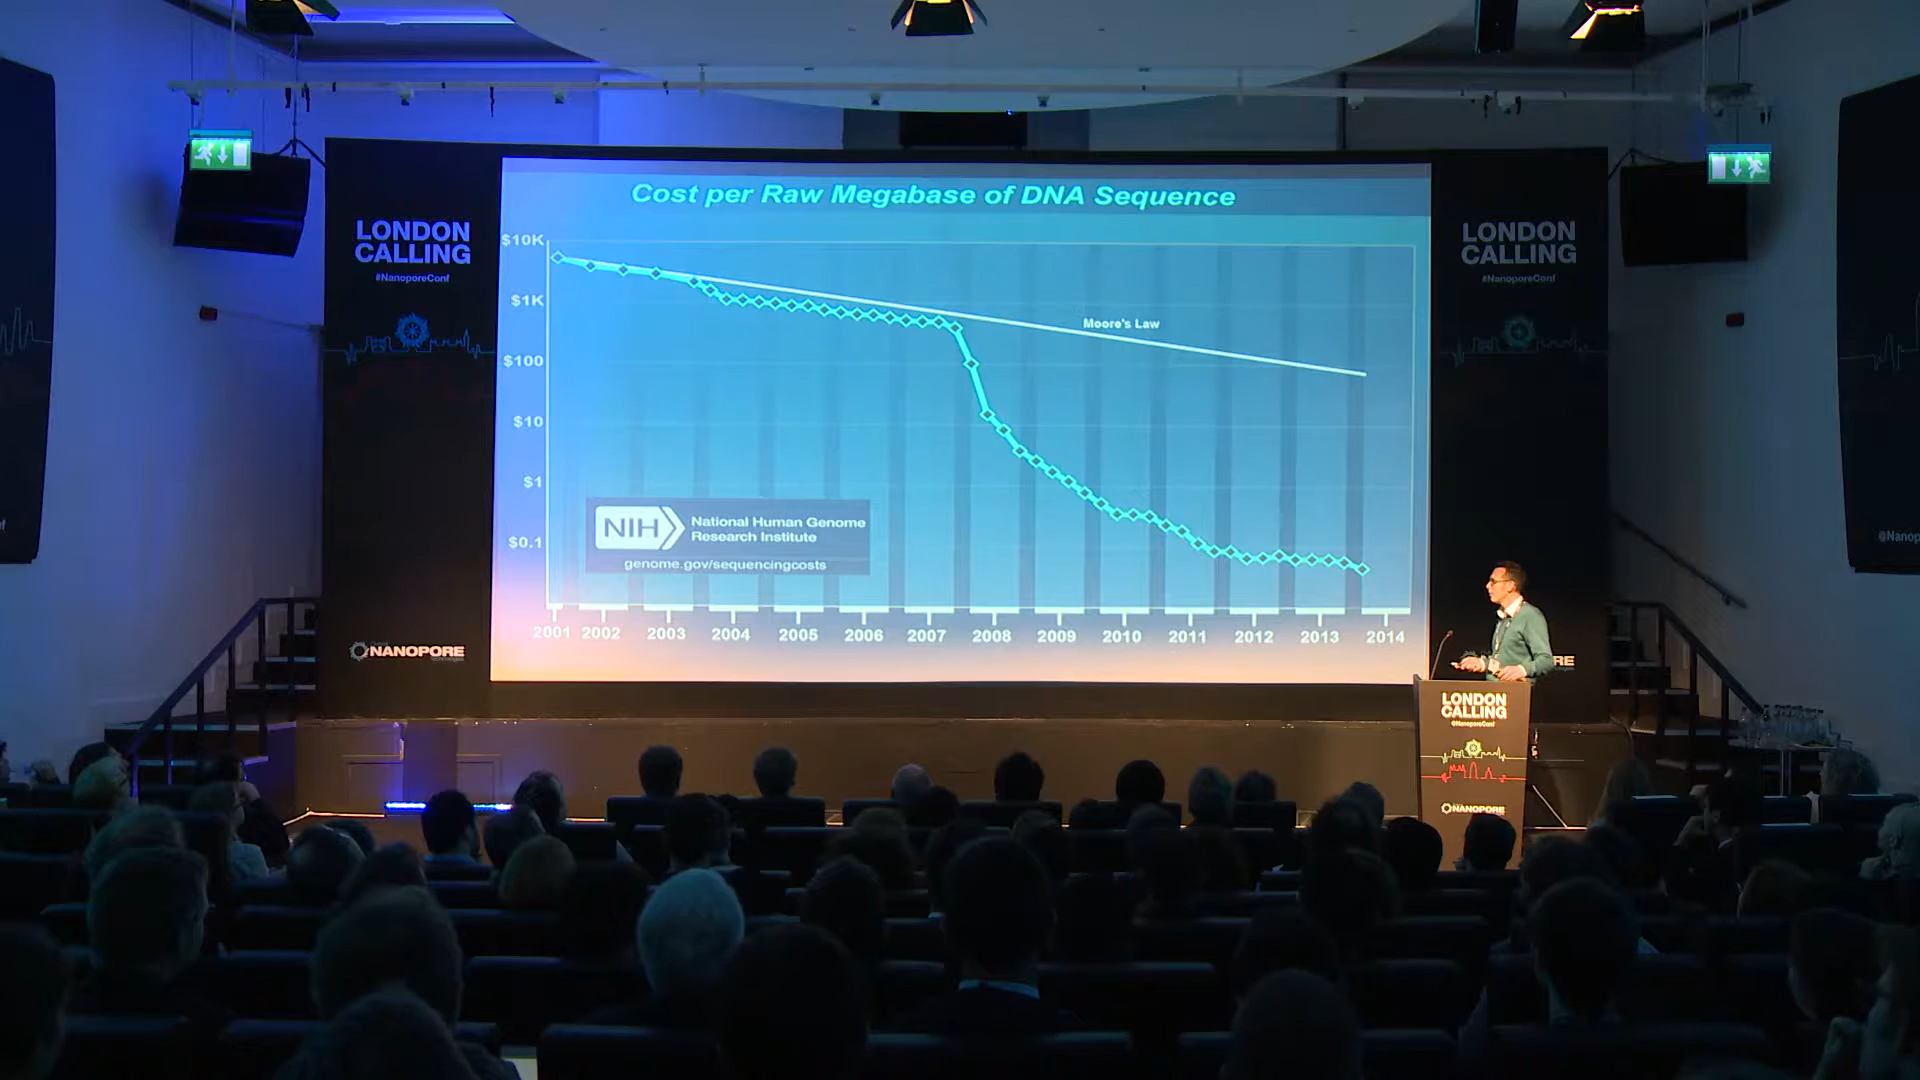 Cost per Raw Megabase of DNA Sequence
$10K
$1K
$100
$10
$1
$0.1
Moore's Law
NIH
National Human Genome
Research Institute
genome.gov/sequencingcosts
2001 2002 2003 2004 2005 2006 2007 2008 2009 2010 2011 2012 2013 2014
LONDON
CALLING
#NanoporeConf
NANOPORE
LONDON
CALLING
#NanoporeConf
RE
@Nanop
LONDON
CALLING
NANOPORE